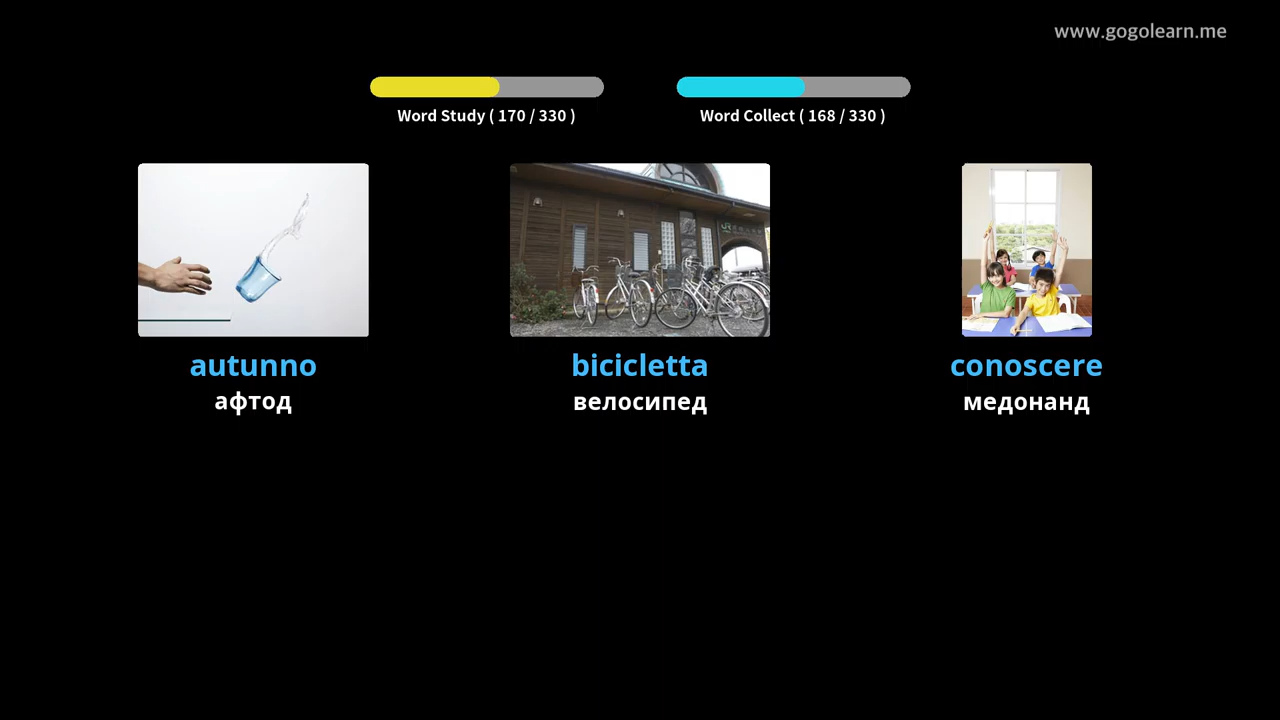 www.gogolearn.me
Word Study ( 170 / 330 )
Word Collect ( 168 / 330 )
autunno
афтод
bicicletta
велосипед
conoscere
медонанд